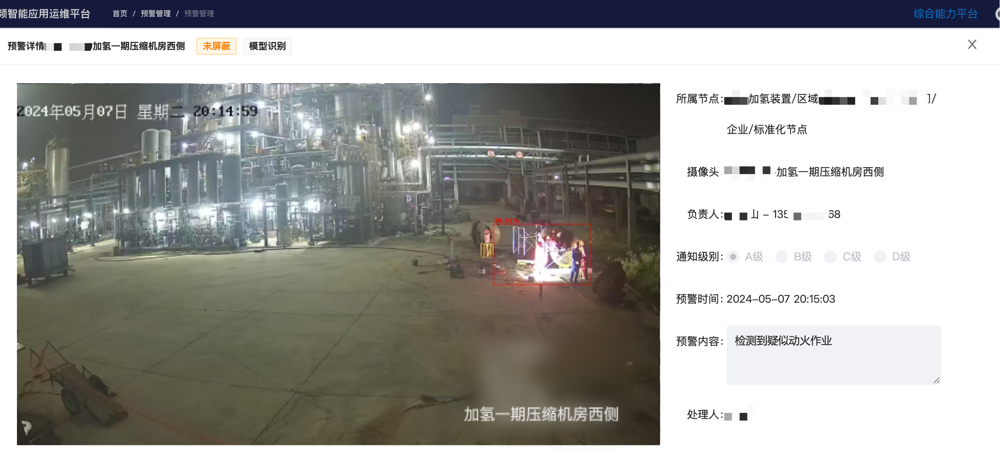 频智能应用运维平台
首页 / 预警管理 / 预警管理
综合能力平台
预警详情
加氢一期压缩机房西侧
未屏蔽
模型识别
2024年05月07日 星期二 20:14:59
78.91%
加氢一期压缩机房西侧
所属节点:
加氢装置/区域
/
企业/标准化节点
摄像头
-加氢一期压缩机房西侧
负责人:
山 - 135
68
通知级别:
A级
B级
C级
D级
预警时间: 2024-05-07 20:15:03
预警内容: 检测到疑似动火作业
处理人: